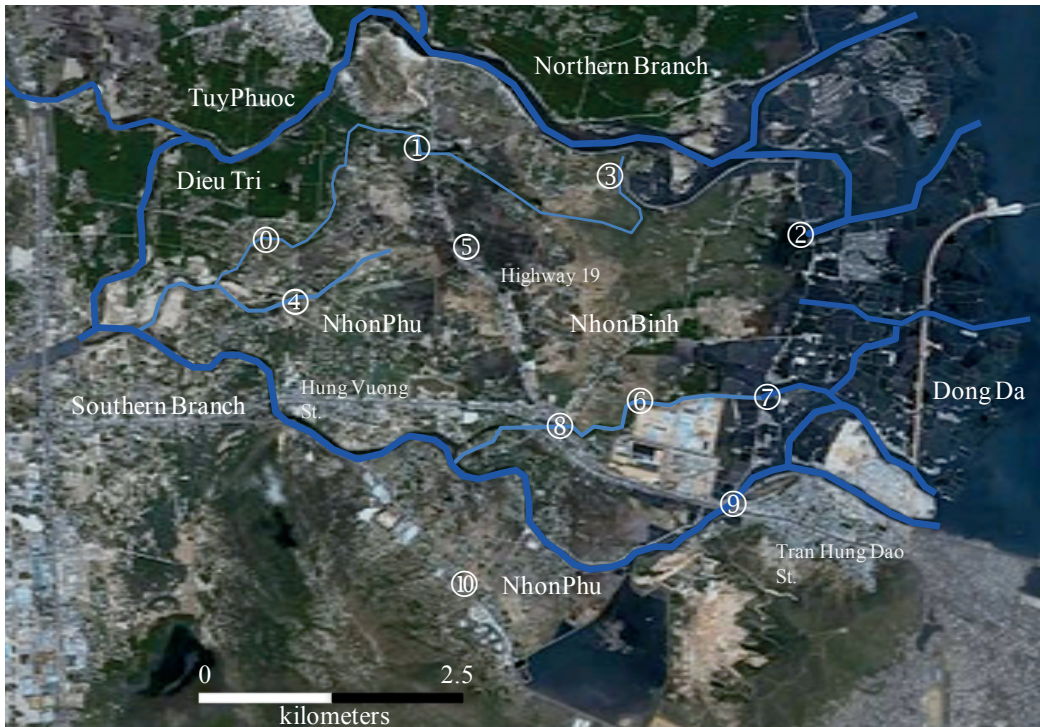 Northern Branch
TuyPhuoc
①
Dieu Tri
③
⓪
②
⑤
Highway 19
④
NhonPhu
NhonBinh
Hung Vuong
St.
Southern Branch
⑥
⑦
Dong Da
⑧
⑨
Tran Hung Dao
St.
⑩
NhonPhu
0
2.5
kilometers